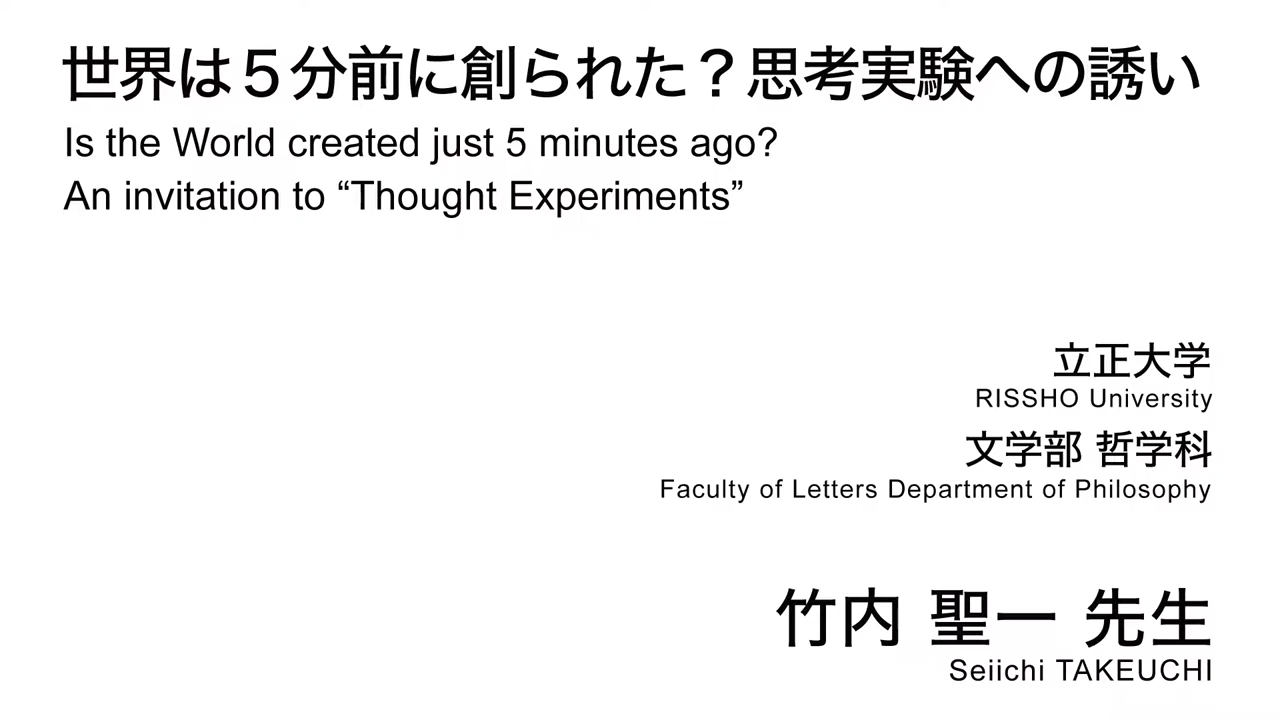 世界は５分前に創られた？思考実験への誘い
Is the World created just 5 minutes ago?
An invitation to “Thought Experiments”
立正大学
RISSHO University
文学部 哲学科
Faculty of Letters Department of Philosophy
竹内 聖一 先生
Seiichi TAKEUCHI